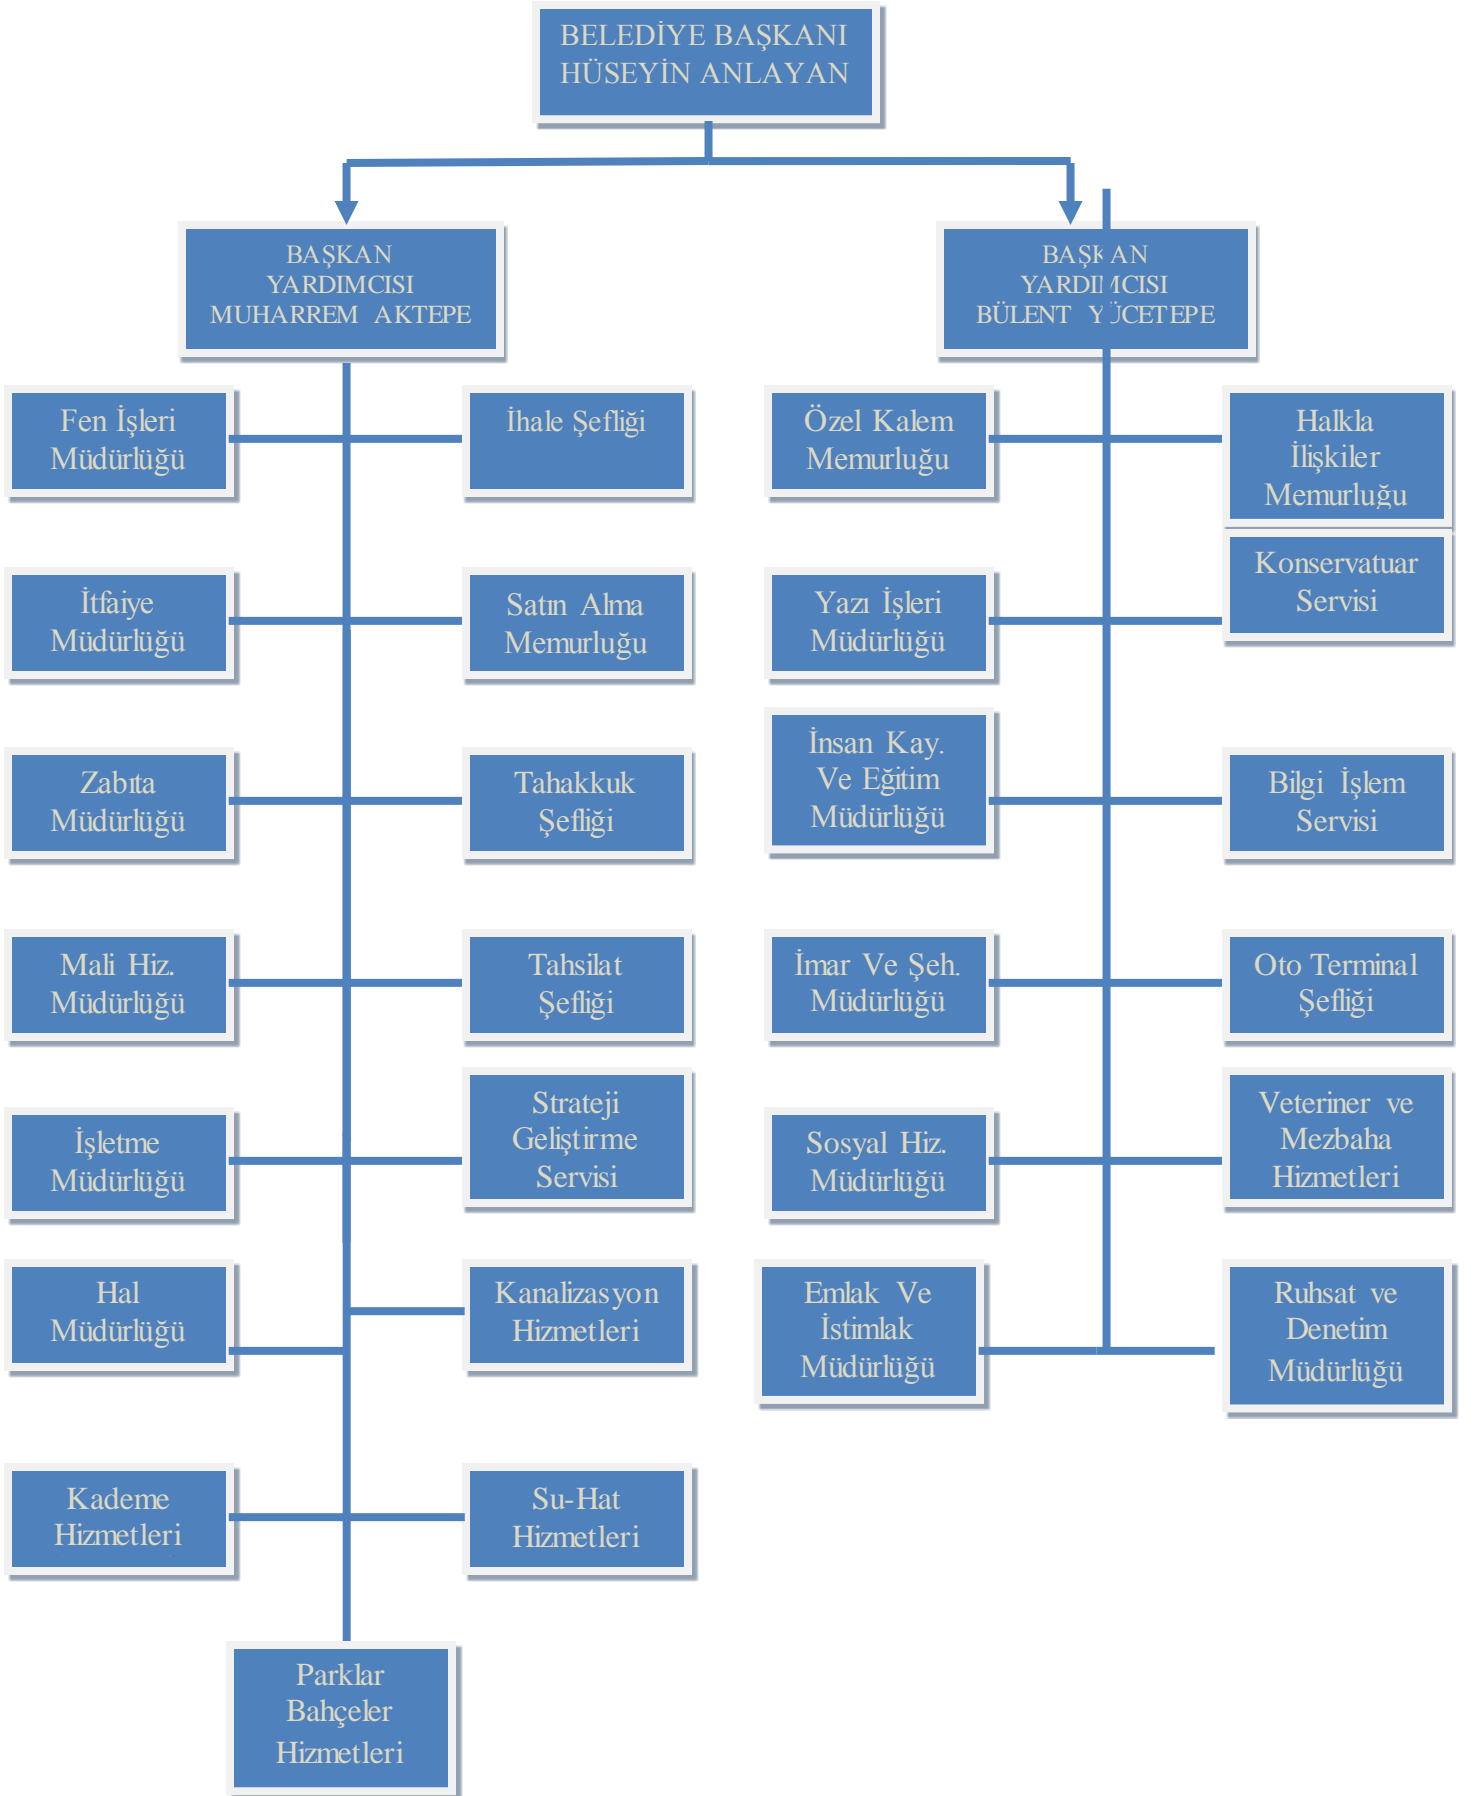 BELEDİYE BAŞKANI
HÜSEYİN ANLAYAN
BAŞKAN
YARDIMCISI
MUHARREM AKTEPE
BAŞKAN
YARDIMCISI
BÜLENT YÜCETEPE
Fen İşleri
Müdürlüğü
İhale Şefliği
Özel Kalem
Memurluğu
Halkla
İlişkiler
Memurluğu
İtfaiye
Müdürlüğü
Satın Alma
Memurluğu
Yazı İşleri
Müdürlüğü
Konservatuar
Servisi
Zabıta
Müdürlüğü
Tahakkuk
Şefliği
İnsan Kay.
Ve Eğitim
Müdürlüğü
Bilgi İşlem
Servisi
Mali Hiz.
Müdürlüğü
Tahsilat
Şefliği
İmar Ve Şeh.
Müdürlüğü
Oto Terminal
Şefliği
İşletme
Müdürlüğü
Strateji
Geliştirme
Servisi
Sosyal Hiz.
Müdürlüğü
Veteriner ve
Mezbaha
Hizmetleri
Hal
Müdürlüğü
Kanalizasyon
Hizmetleri
Emlak Ve
İstimlak
Müdürlüğü
Ruhsat ve
Denetim
Müdürlüğü
Kademe
Hizmetleri
Su-Hat
Hizmetleri
Parklar
Bahçeler
Hizmetleri